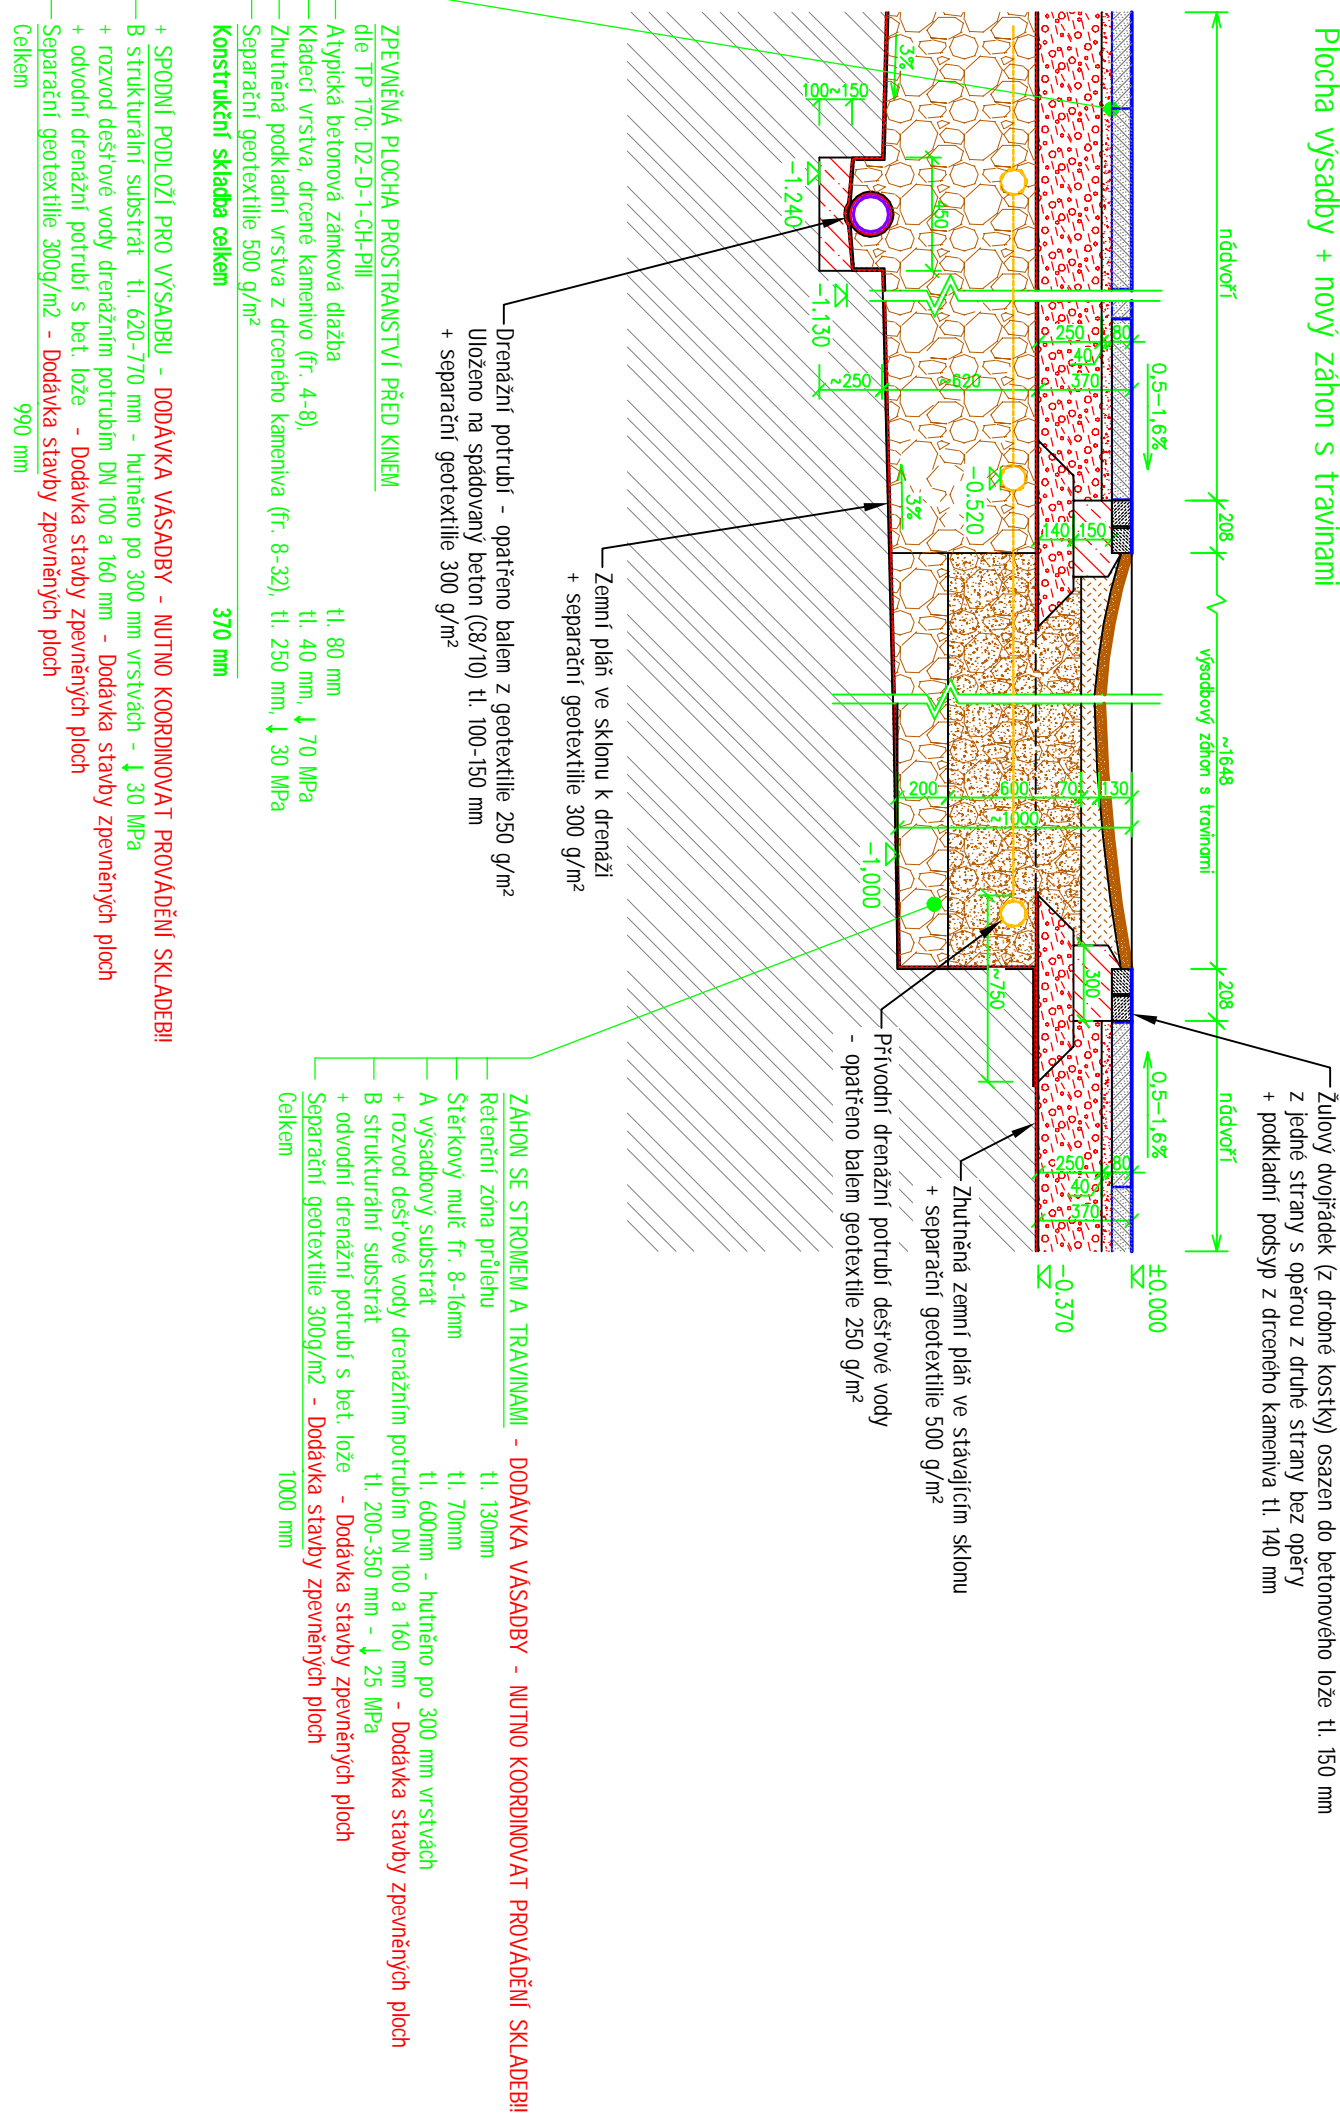 Plocha výsadby + nový záhon s travinami
Žulový dvojřádek (z drobné kostky) osazen do betonového lože tl. 150 mm
z jedné strany s opěrou z druhé strany bez opěry
+ podkladní podsyp z drceného kameniva tl. 140 mm
nádvoří
208
~1648
výsadbový záhon s travinami
208
nádvoří
0,5-1,6%
0,5-1,6%
±0.000
-0.370
250
80
40
370
150
140
130
70
600
200
~1000
300
~750
250
80
40
370
3%
100~150
450
-1.240
-1.130
~250
~620
-0.520
3%
-1,000
Zhutněná zemní pláň ve stávajícím sklonu
+ separační geotextilie 500 g/m²
Přívodní drenážní potrubí dešťové vody
- opatřeno balem geotextile 250 g/m²
Zemní pláň ve sklonu k drenáži
+ separační geotextilie 300 g/m²
Drenážní potrubí - opatřeno balem z geotextilie 250 g/m²
Uloženo na spádovaný beton (C8/10) tl. 100-150 mm
+ separační geotextilie 300 g/m²
ZPEVNĚNÁ PLOCHA PROSTRANSTVÍ PŘED KINEM
dle TP 170: D2-D-1-CH-PIII
Atypická betonová zámková dlažba tl. 80 mm
Kladecí vrstva, drcené kamenivo (fr. 4-8), tl. 40 mm, ↓ 70 MPa
Zhutněná podkladní vrstva z drceného kameniva (fr. 8-32), tl. 250 mm, ↓ 30 MPa
Separační geotextilie 500 g/m²
Konstrukční skladba celkem 370 mm
+ SPODNÍ PODLOŽÍ PRO VÝSADBU - DODÁVKA VÁSADBY - NUTNO KOORDINOVAT PROVÁDĚNÍ SKLADEB!!
B strukturální substrát tl. 620-770 mm - hutněno po 300 mm vrstvách - ↓ 30 MPa
+ rozvod dešťové vody drenážním potrubím DN 100 a 160 mm - Dodávka stavby zpevněných ploch
+ odvodní drenážní potrubí s bet. lože - Dodávka stavby zpevněných ploch
Separační geotextilie 300g/m2 - Dodávka stavby zpevněných ploch
Celkem 990 mm
ZÁHON SE STROMEM A TRAVINAMI - DODÁVKA VÁSADBY - NUTNO KOORDINOVAT PROVÁDĚNÍ SKLADEB!!
Retenční zóna průlehu tl. 130mm
Štěrkový mulč fr. 8-16mm tl. 70mm
A výsadbový substrát tl. 600mm - hutněno po 300 mm vrstvách
+ rozvod dešťové vody drenážním potrubím DN 100 a 160 mm - Dodávka stavby zpevněných ploch
B strukturální substrát tl. 200-350 mm - ↓ 25 MPa
+ odvodní drenážní potrubí s bet. lože - Dodávka stavby zpevněných ploch
Separační geotextilie 300g/m2 - Dodávka stavby zpevněných ploch
Celkem 1000 mm